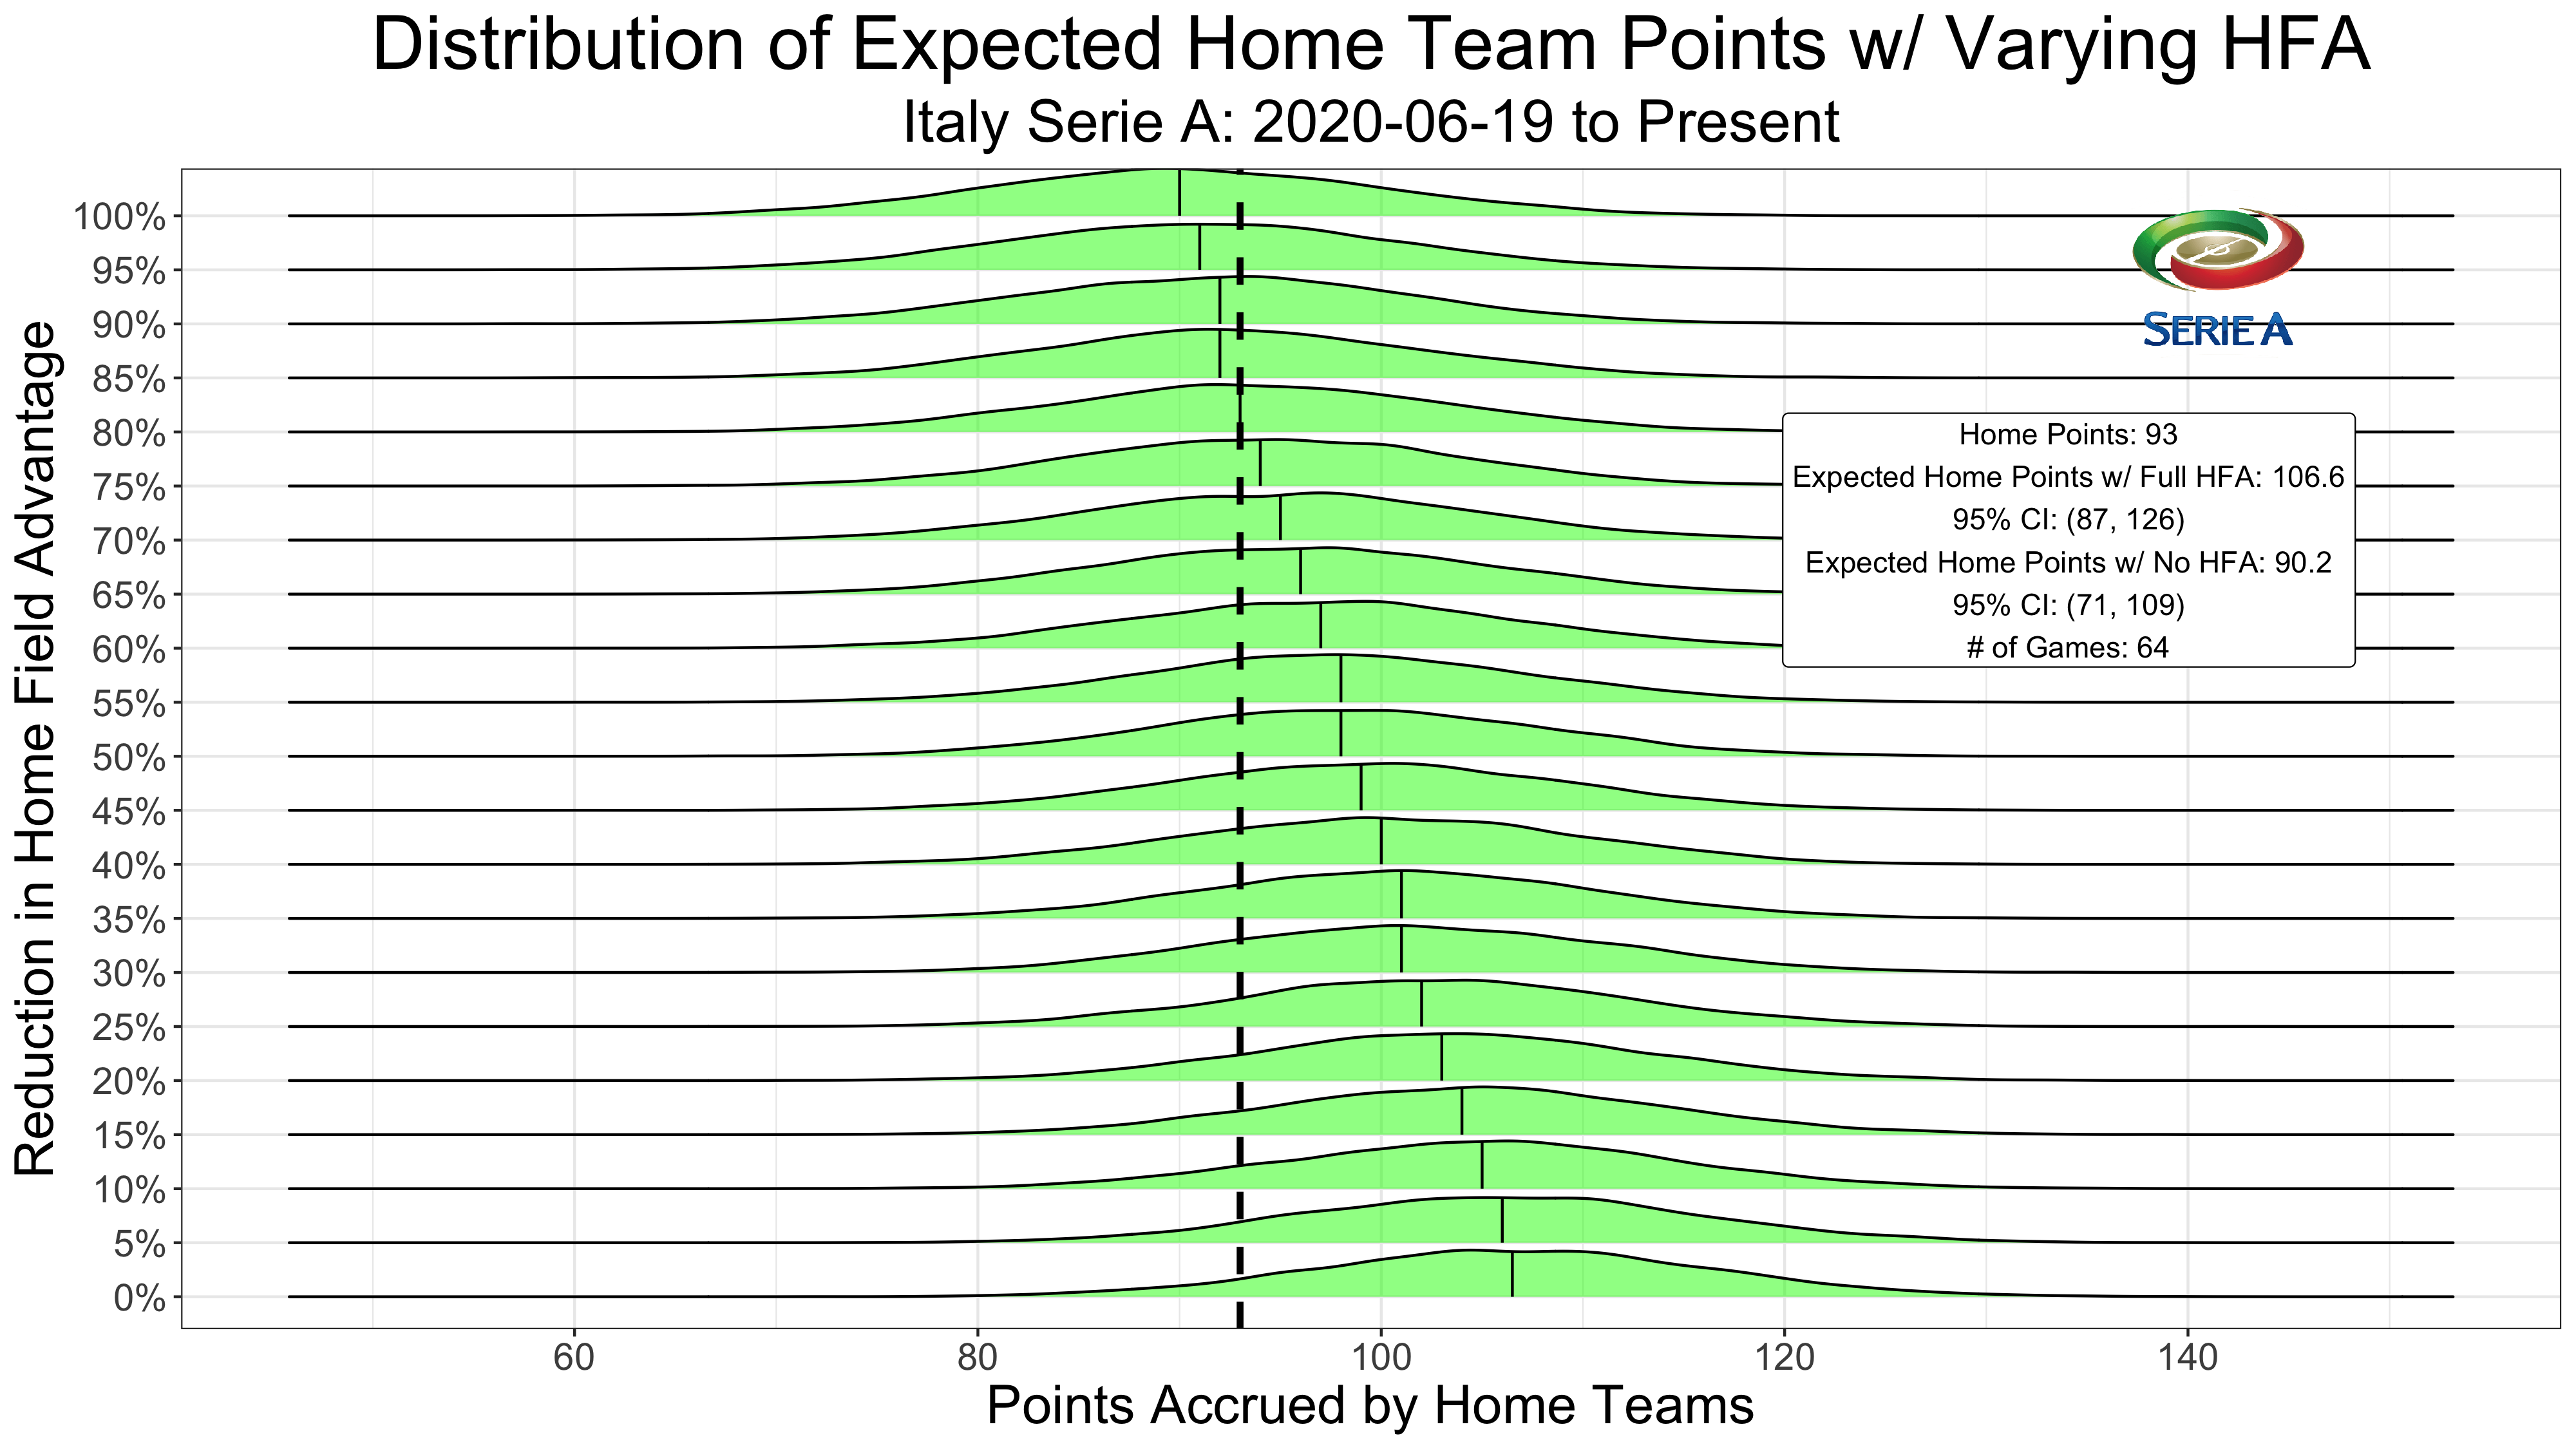 Distribution of Expected Home Team Points w/ Varying HFA
Italy Serie A: 2020-06-19 to Present
Reduction in Home Field Advantage
100%
95%
90%
85%
80%
75%
70%
65%
60%
55%
50%
45%
40%
35%
30%
25%
20%
15%
10%
5%
0%
SERIE A
Home Points: 93
Expected Home Points w/ Full HFA: 106.6
95% CI: (87, 126)
Expected Home Points w/ No HFA: 90.2
95% CI: (71, 109)
# of Games: 64
60 80 100 120 140
Points Accrued by Home Teams